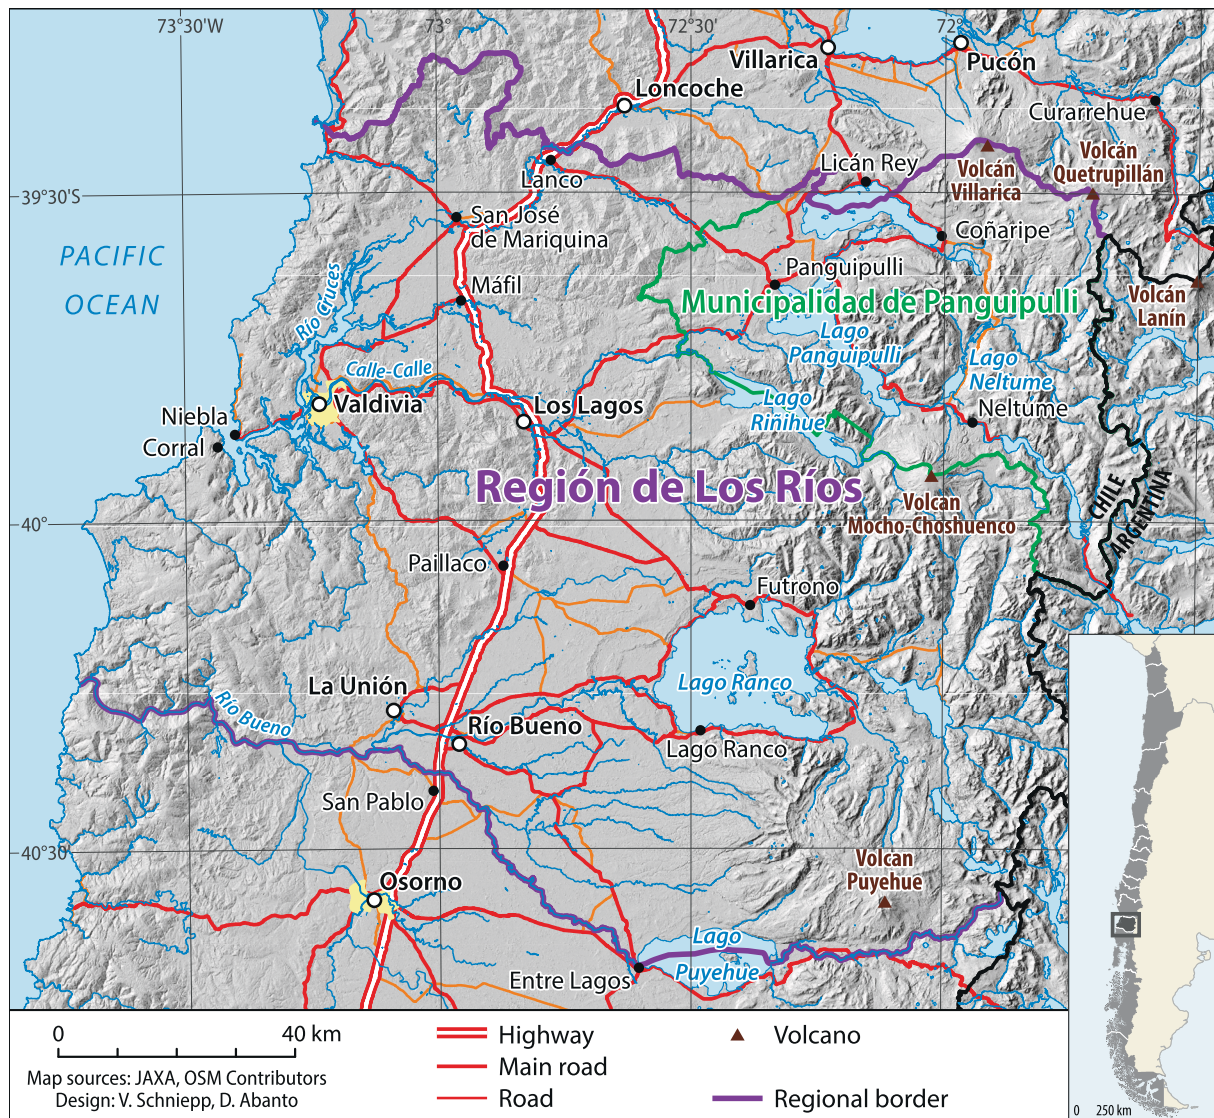 73°30'W
73°
72°30'
72°
Villarica
Pucón
Loncoche
Curarrehue
Volcán
Quetrupillán
Volcán
Villarica
Licán Rey
Lanco
39°30'S
San José
de Mariquina
Coñaripe
PACIFIC
OCEAN
Río Cruces
Máfil
Panguipulli
Municipalidad de Panguipulli
Volcán
Lanín
Lago
Panguipulli
Lago
Neltume
Calle-Calle
Valdivia
Niebla
Corral
Los Lagos
Lago
Riñihue
Neltume
Región de Los Ríos
Volcan
Mocho-Choshuenco
CHILE
ARGENTINA
40°
Paillaco
Futrono
La Unión
Lago Ranco
Río Bueno
Río Bueno
Lago Ranco
San Pablo
40°30'
Volcan
Puyehue
Osorno
Lago
Puyehue
Entre Lagos
0 40 km
Map sources: JAXA, OSM Contributors
Design: V. Schniepp, D. Abanto
Highway
Main road
Road
Volcano
Regional border
0 250 km